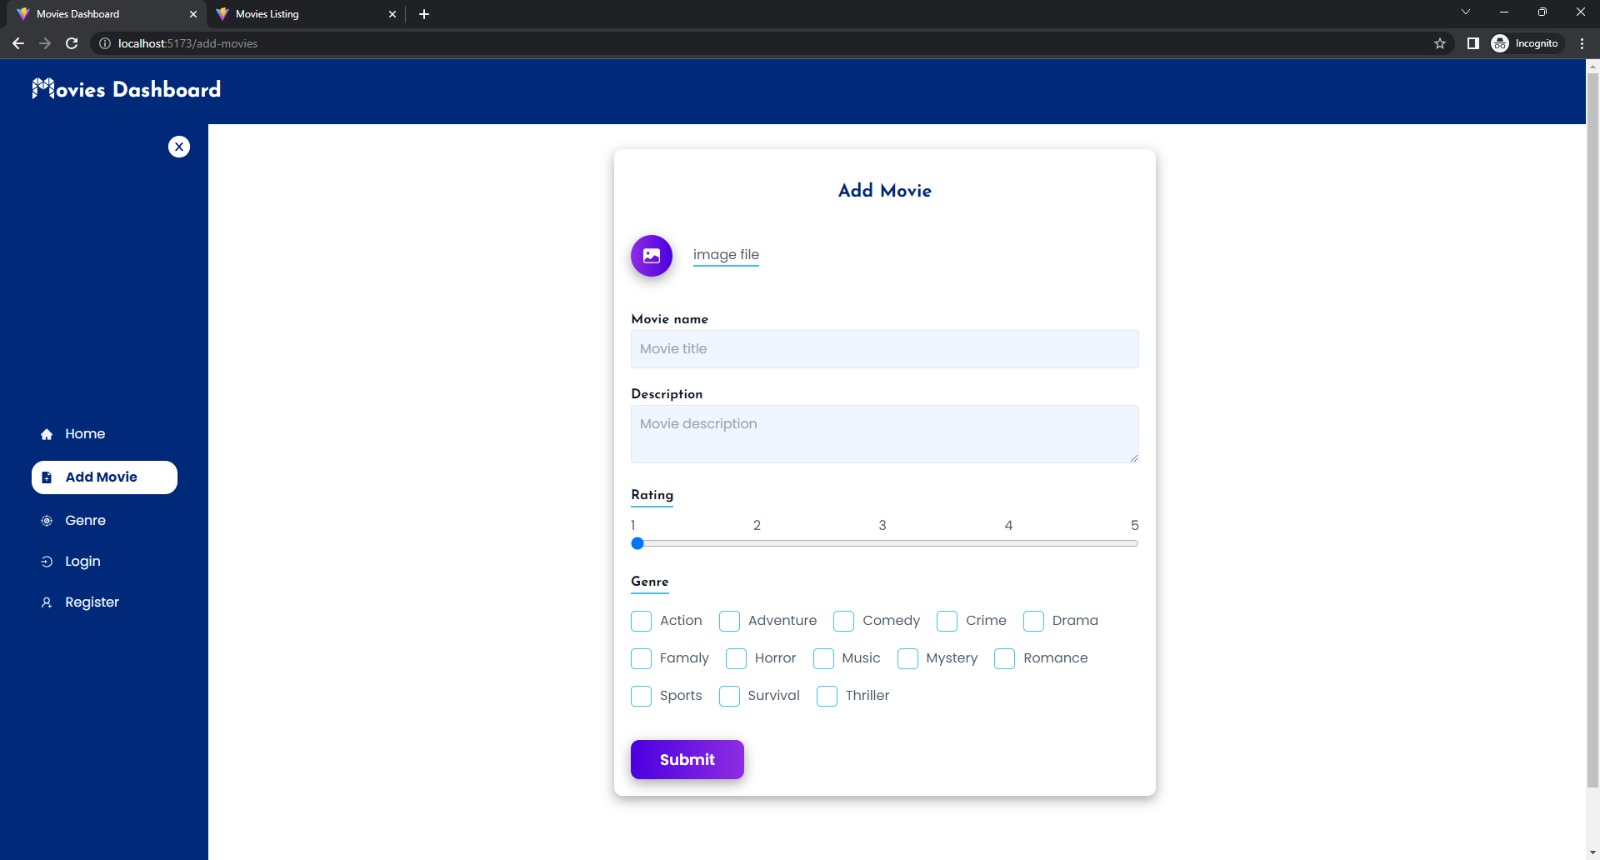 Movies Dashboard
Movies Listing
localhost:5173/add-movies
Incognito
Movies Dashboard
X
Home
Add Movie
Genre
Login
Register
Add Movie
image file
Movie name
Movie title
Description
Movie description
Rating
1 2 3 4 5
Genre
Action Adventure Comedy Crime Drama
Famaly Horror Music Mystery Romance
Sports Survival Thriller
Submit